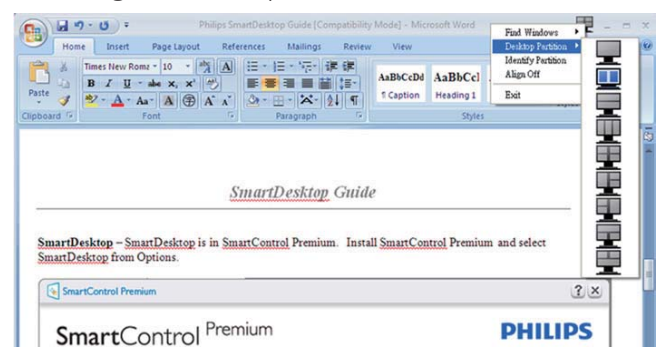 Philips SmartDesktop Guide [Compatibility Mode] - Microsoft Word
Find Windows
Desktop Partition
Identify Partition
Align Off
Exit
Home Insert Page Layout References Mailings Review View
Paste
Times New Roma 10
B I U abc x, x²
Aa A A A
AaBbCcDd AaBbCcI
¶ Caption Heading 1
Clipboard Font Paragraph Styles
SmartDesktop Guide
SmartDesktop – SmartDesktop is in SmartControl Premium. Install SmartControl Premium and select
SmartDesktop from Options.
SmartControl Premium
SmartControl Premium PHILIPS